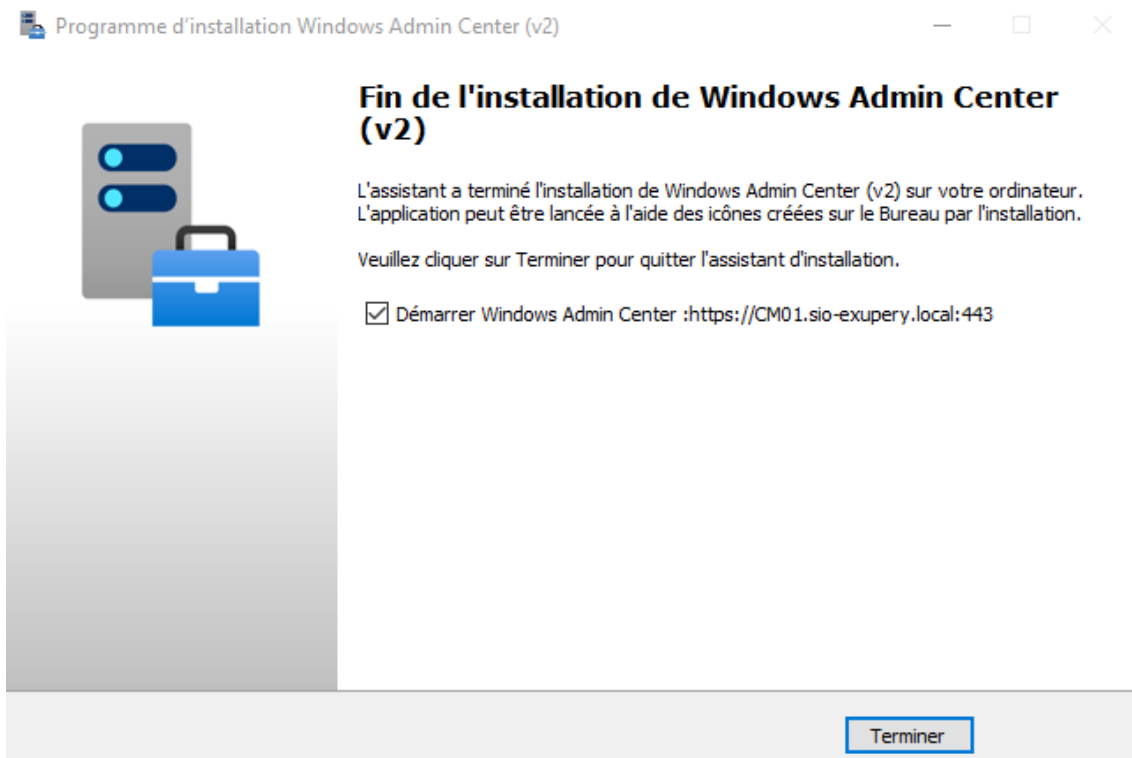 Programme d'installation Windows Admin Center (v2)
Fin de l'installation de Windows Admin Center
(v2)
L'assistant a terminé l'installation de Windows Admin Center (v2) sur votre ordinateur.
L'application peut être lancée à l'aide des icônes créées sur le Bureau par l'installation.
Veuillez cliquer sur Terminer pour quitter l'assistant d'installation.
Démarrer Windows Admin Center :https://CM01.sio-exupery.local:443
Terminer